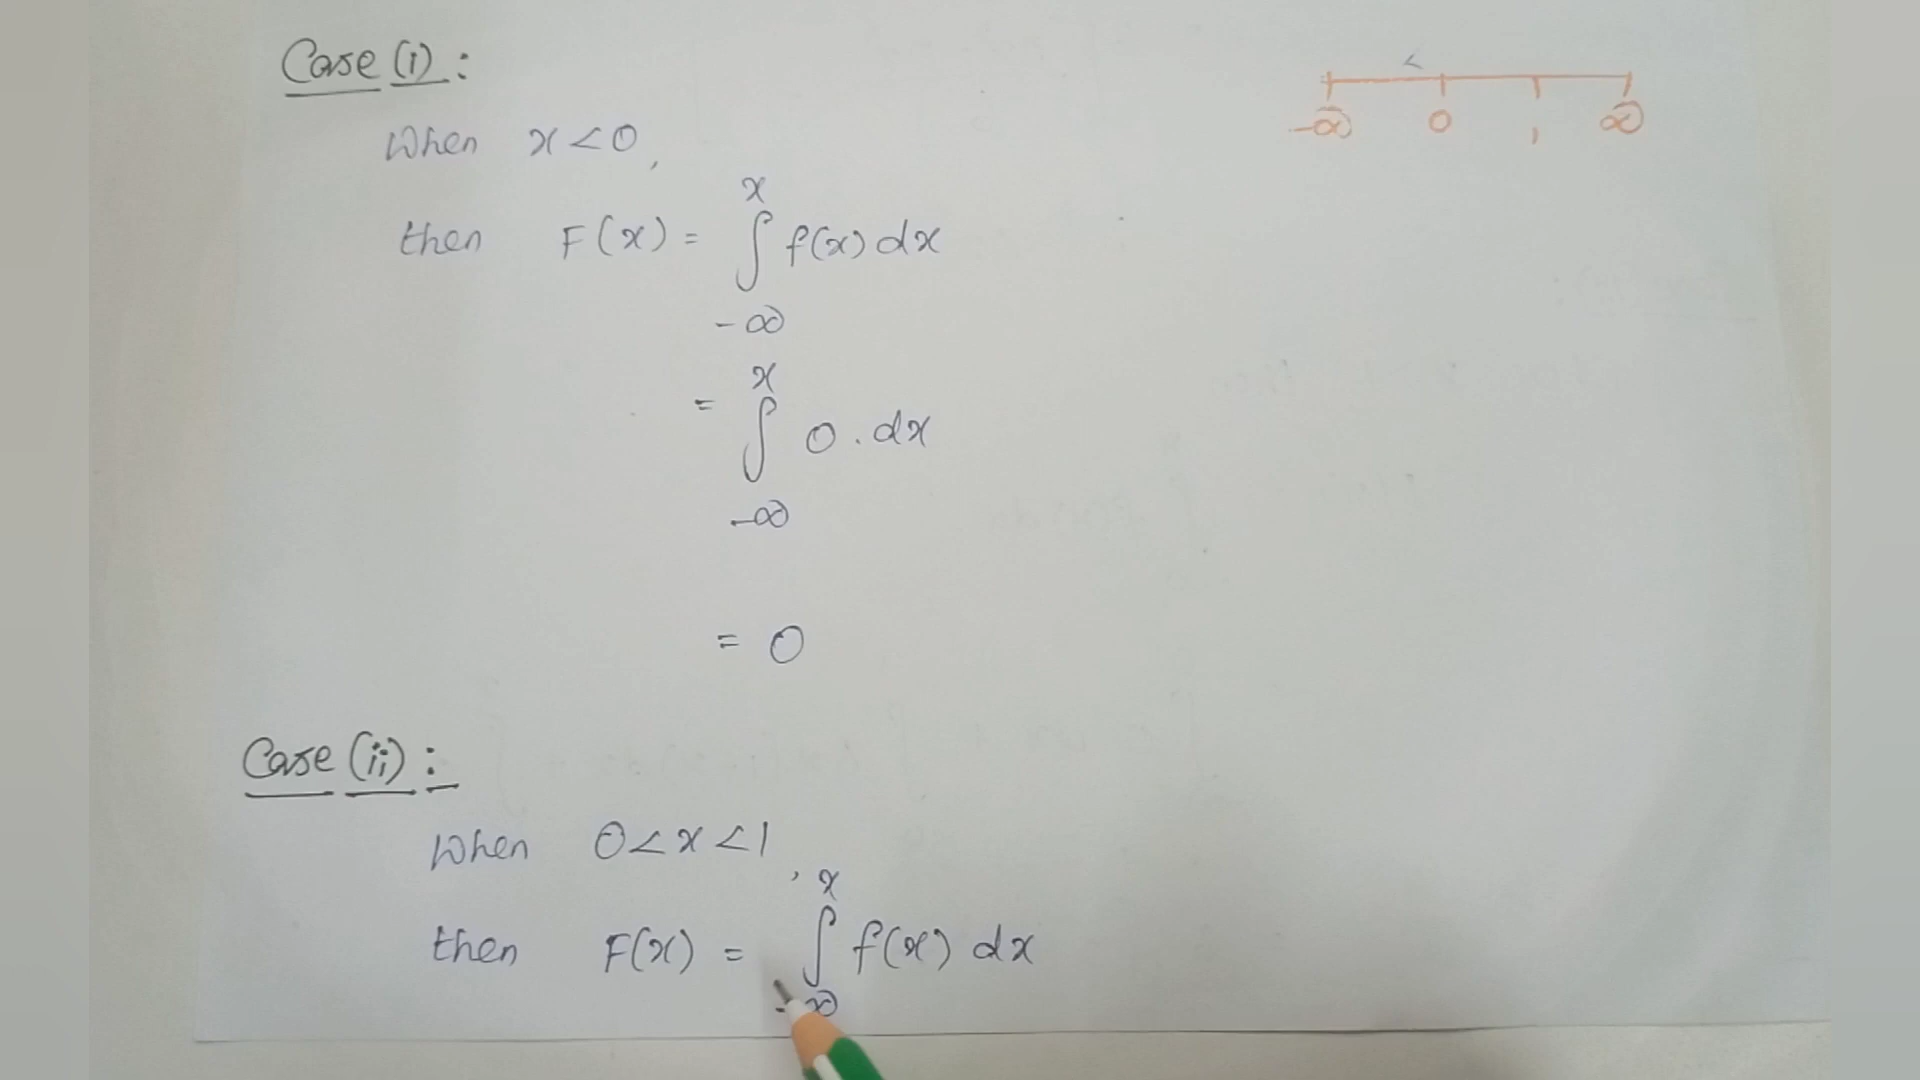 Case (i) :
-∞ 0 1 ∞
When x < 0,
then F(x) = ∫_{-∞}^{x} f(x) dx
= ∫_{-∞}^{x} 0 . dx
= 0
Case (ii) :
When 0 < x < 1,
then F(x) = ∫_{-∞}^{x} f(x) dx